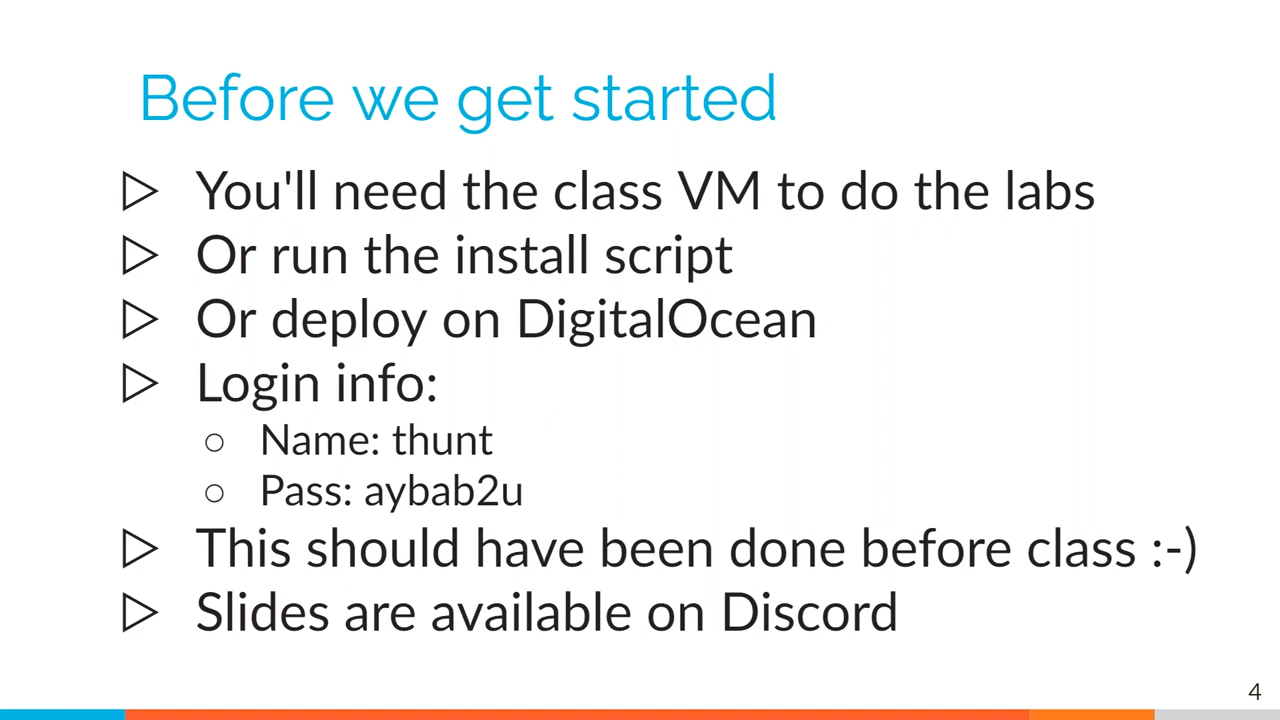 Before we get started
You'll need the class VM to do the labs
Or run the install script
Or deploy on DigitalOcean
Login info:
Name: thunt
Pass: aybab2u
This should have been done before class :-)
Slides are available on Discord
4